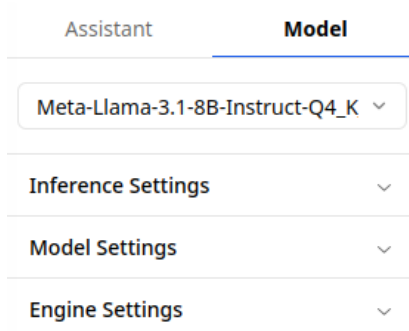 Assistant Model
Meta-Llama-3.1-8B-Instruct-Q4_K
Inference Settings
Model Settings
Engine Settings